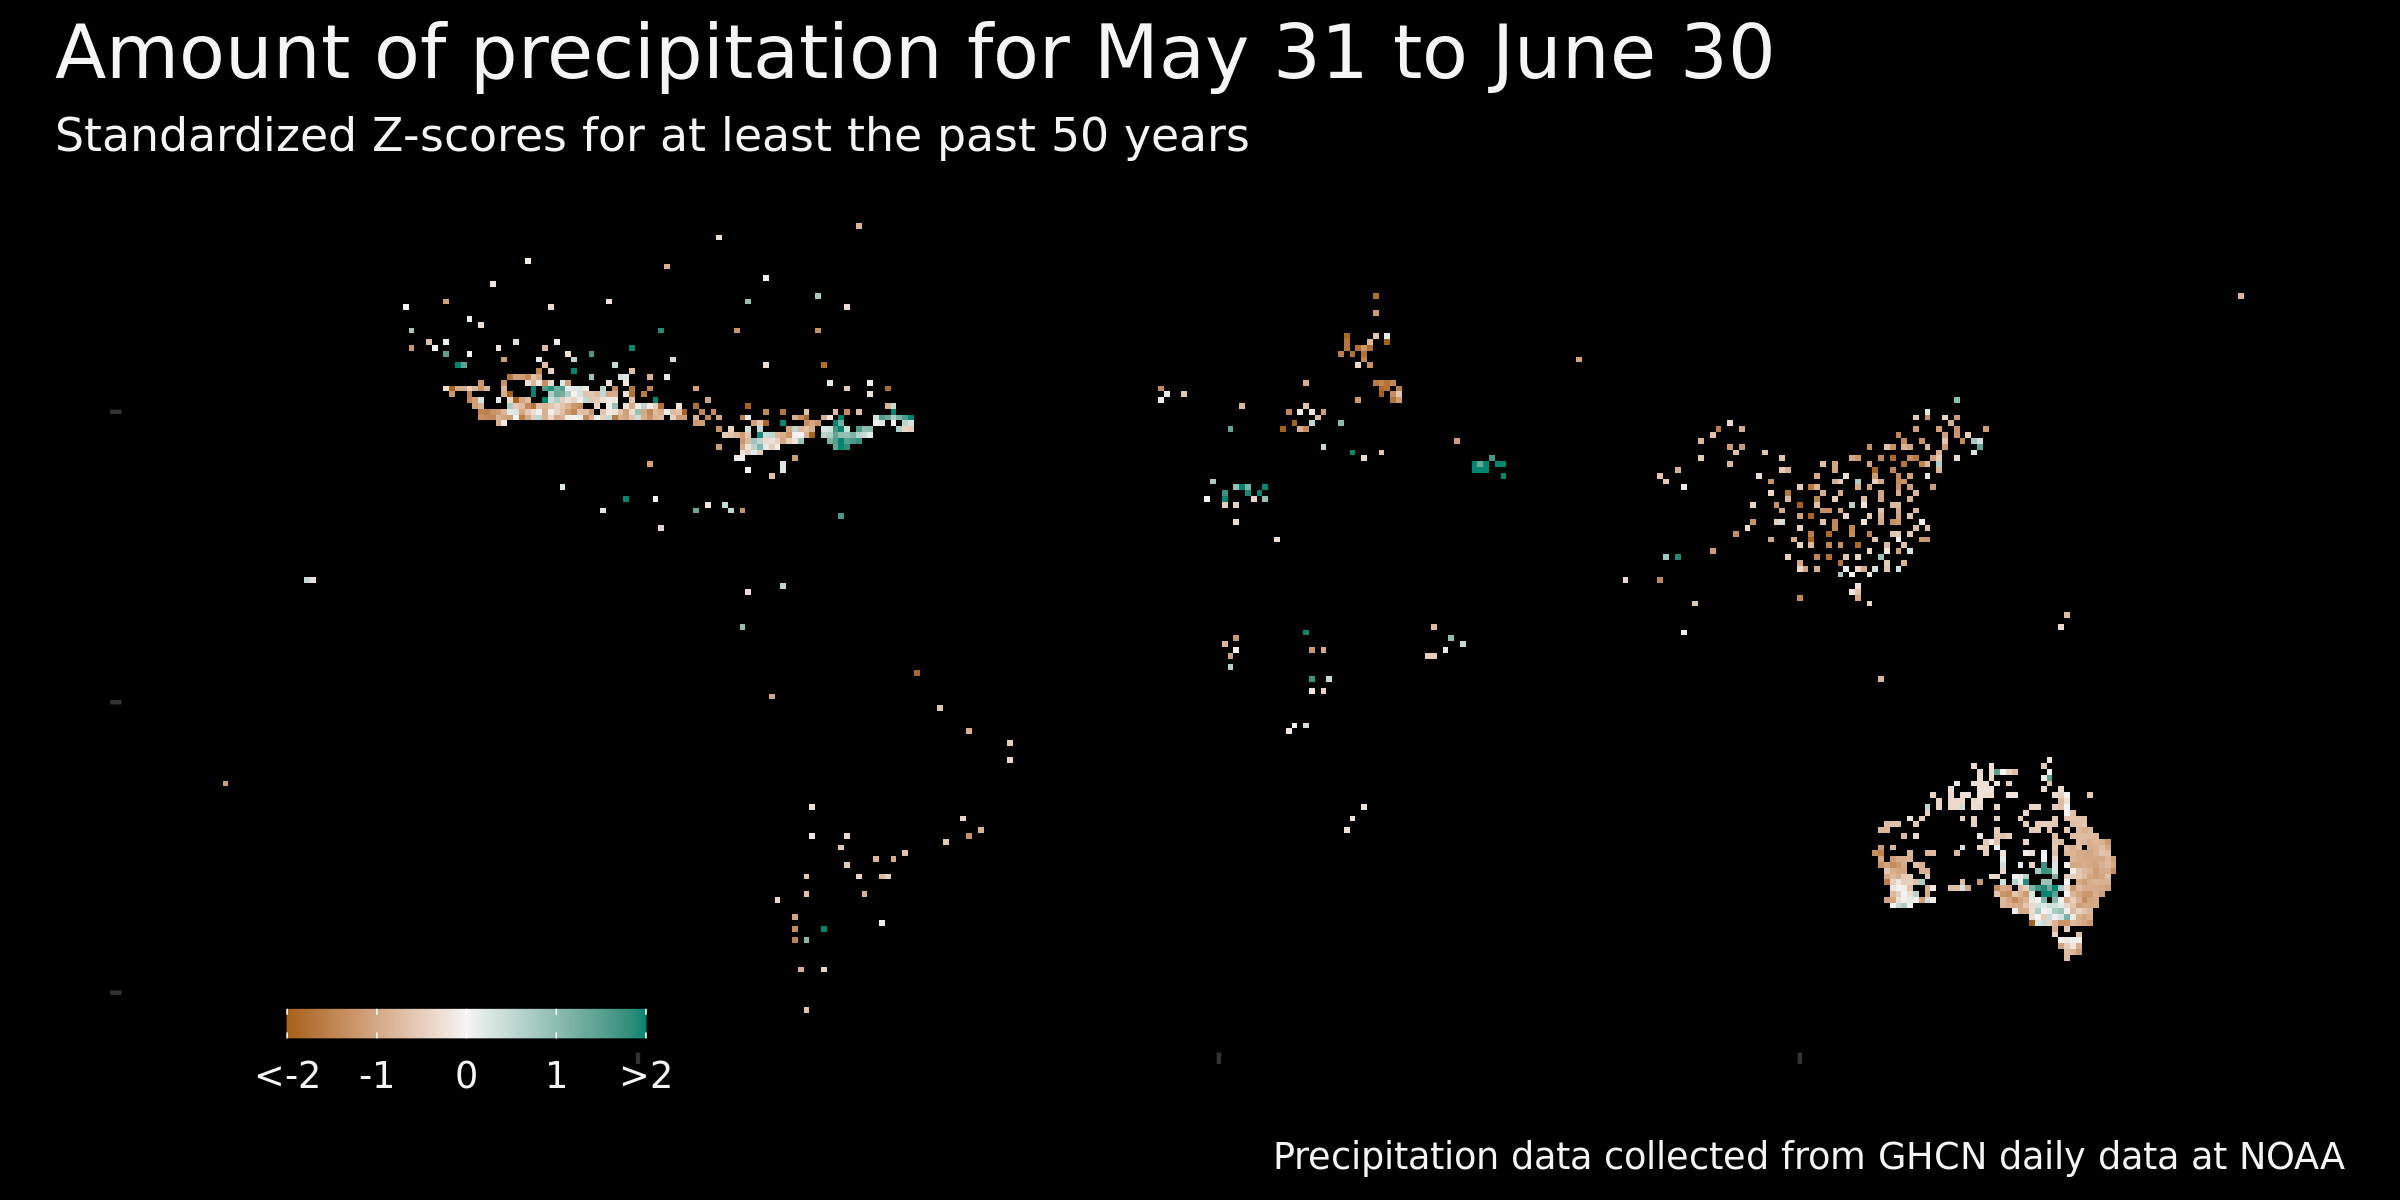 Amount of precipitation for May 31 to June 30
Standardized Z-scores for at least the past 50 years
<-2 -1 0 1 >2
Precipitation data collected from GHCN daily data at NOAA